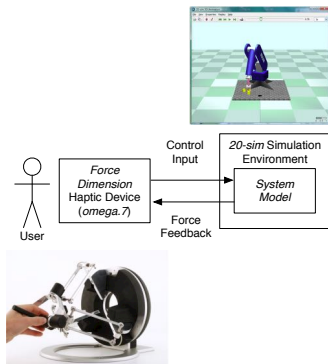 Control
Input
20-sim Simulation
Environment
Force
Dimension
Haptic Device
(omega.7)
System
Model
Force
Feedback
User